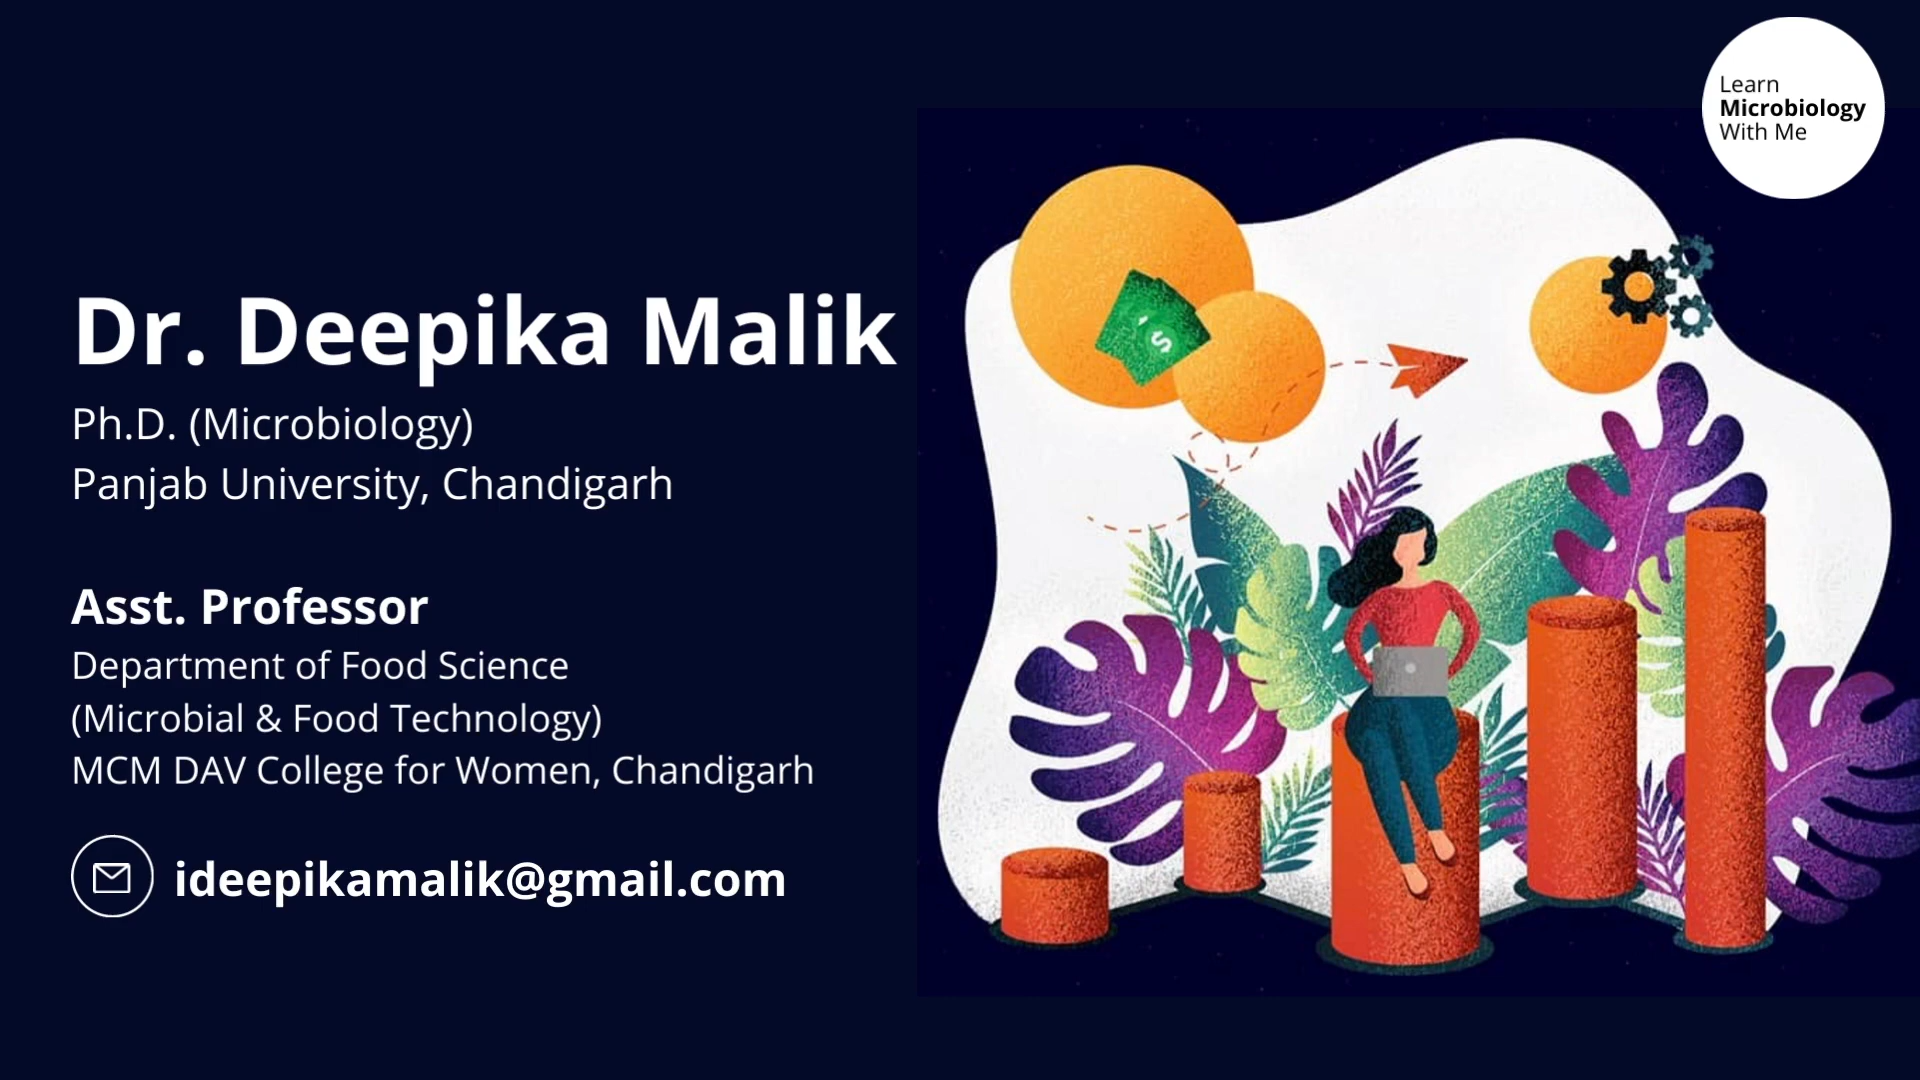 Learn
Microbiology
With Me
Dr. Deepika Malik
Ph.D. (Microbiology)
Panjab University, Chandigarh
Asst. Professor
Department of Food Science
(Microbial & Food Technology)
MCM DAV College for Women, Chandigarh
ideepikamalik@gmail.com
$